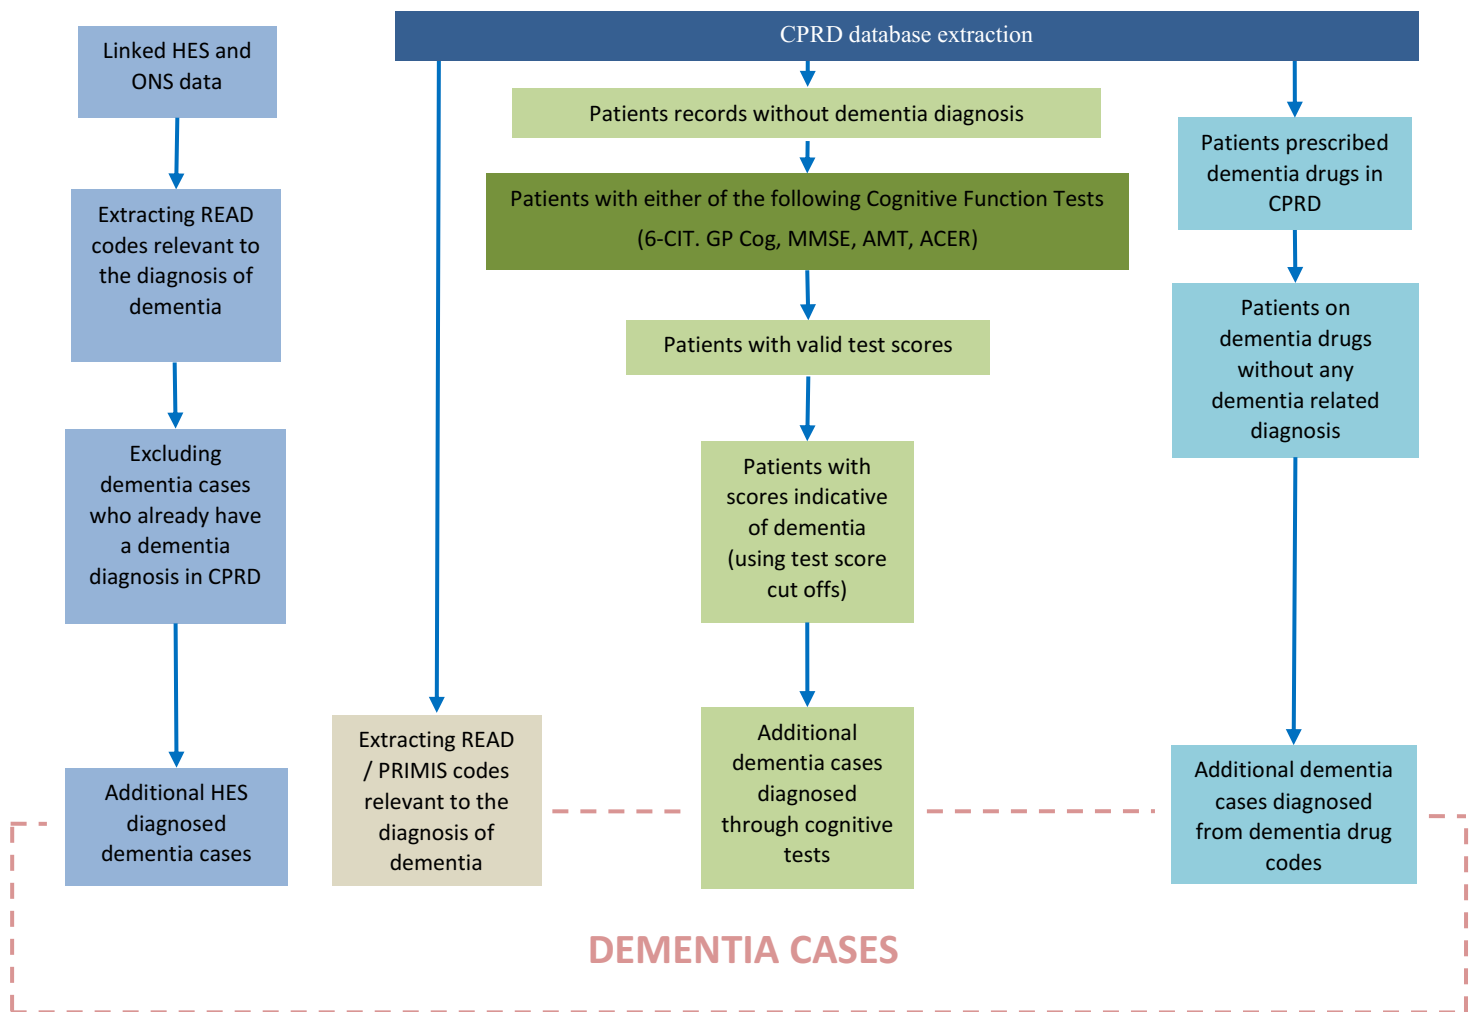 Linked HES and
ONS data
Extracting READ
codes relevant to
the diagnosis of
dementia
Excluding
dementia cases
who already have
a dementia
diagnosis in CPRD
Additional HES
diagnosed
dementia cases
CPRD database extraction
Extracting READ
/ PRIMIS codes
relevant to the
diagnosis of
dementia
Patients records without dementia diagnosis
Patients with either of the following Cognitive Function Tests
(6-CIT. GP Cog, MMSE, AMT, ACER)
Patients with valid test scores
Patients with
scores indicative
of dementia
(using test score
cut offs)
Additional
dementia cases
diagnosed
through cognitive
tests
Patients prescribed
dementia drugs in
CPRD
Patients on
dementia drugs
without any
dementia related
diagnosis
Additional dementia
cases diagnosed
from dementia drug
codes
DEMENTIA CASES